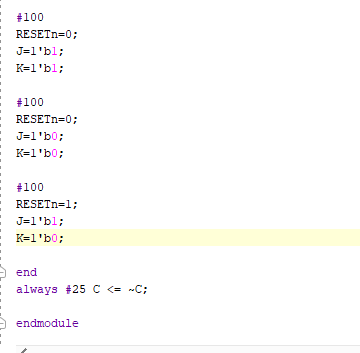 #100
RESETn=0;
J=1'b1;
K=1'b1;
#100
RESETn=0;
J=1'b0;
K=1'b0;
#100
RESETn=1;
J=1'b1;
K=1'b0;
end
always #25 C <= ~C;
endmodule